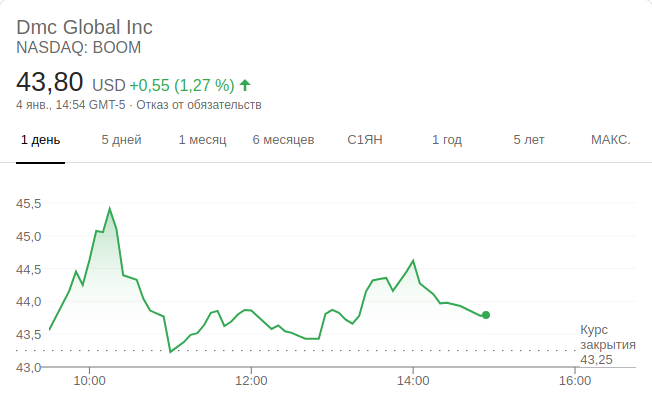 Dmc Global Inc
NASDAQ: BOOM
43,80 USD +0,55 (1,27 %)
4 янв., 14:54 GMT-5 · Отказ от обязательств
1 день 5 дней 1 месяц 6 месяцев С1ЯН 1 год 5 лет МАКС.
45,5
45,0
44,5
44,0
43,5
43,0
Курс
закрытия
43,25
10:00 12:00 14:00 16:00